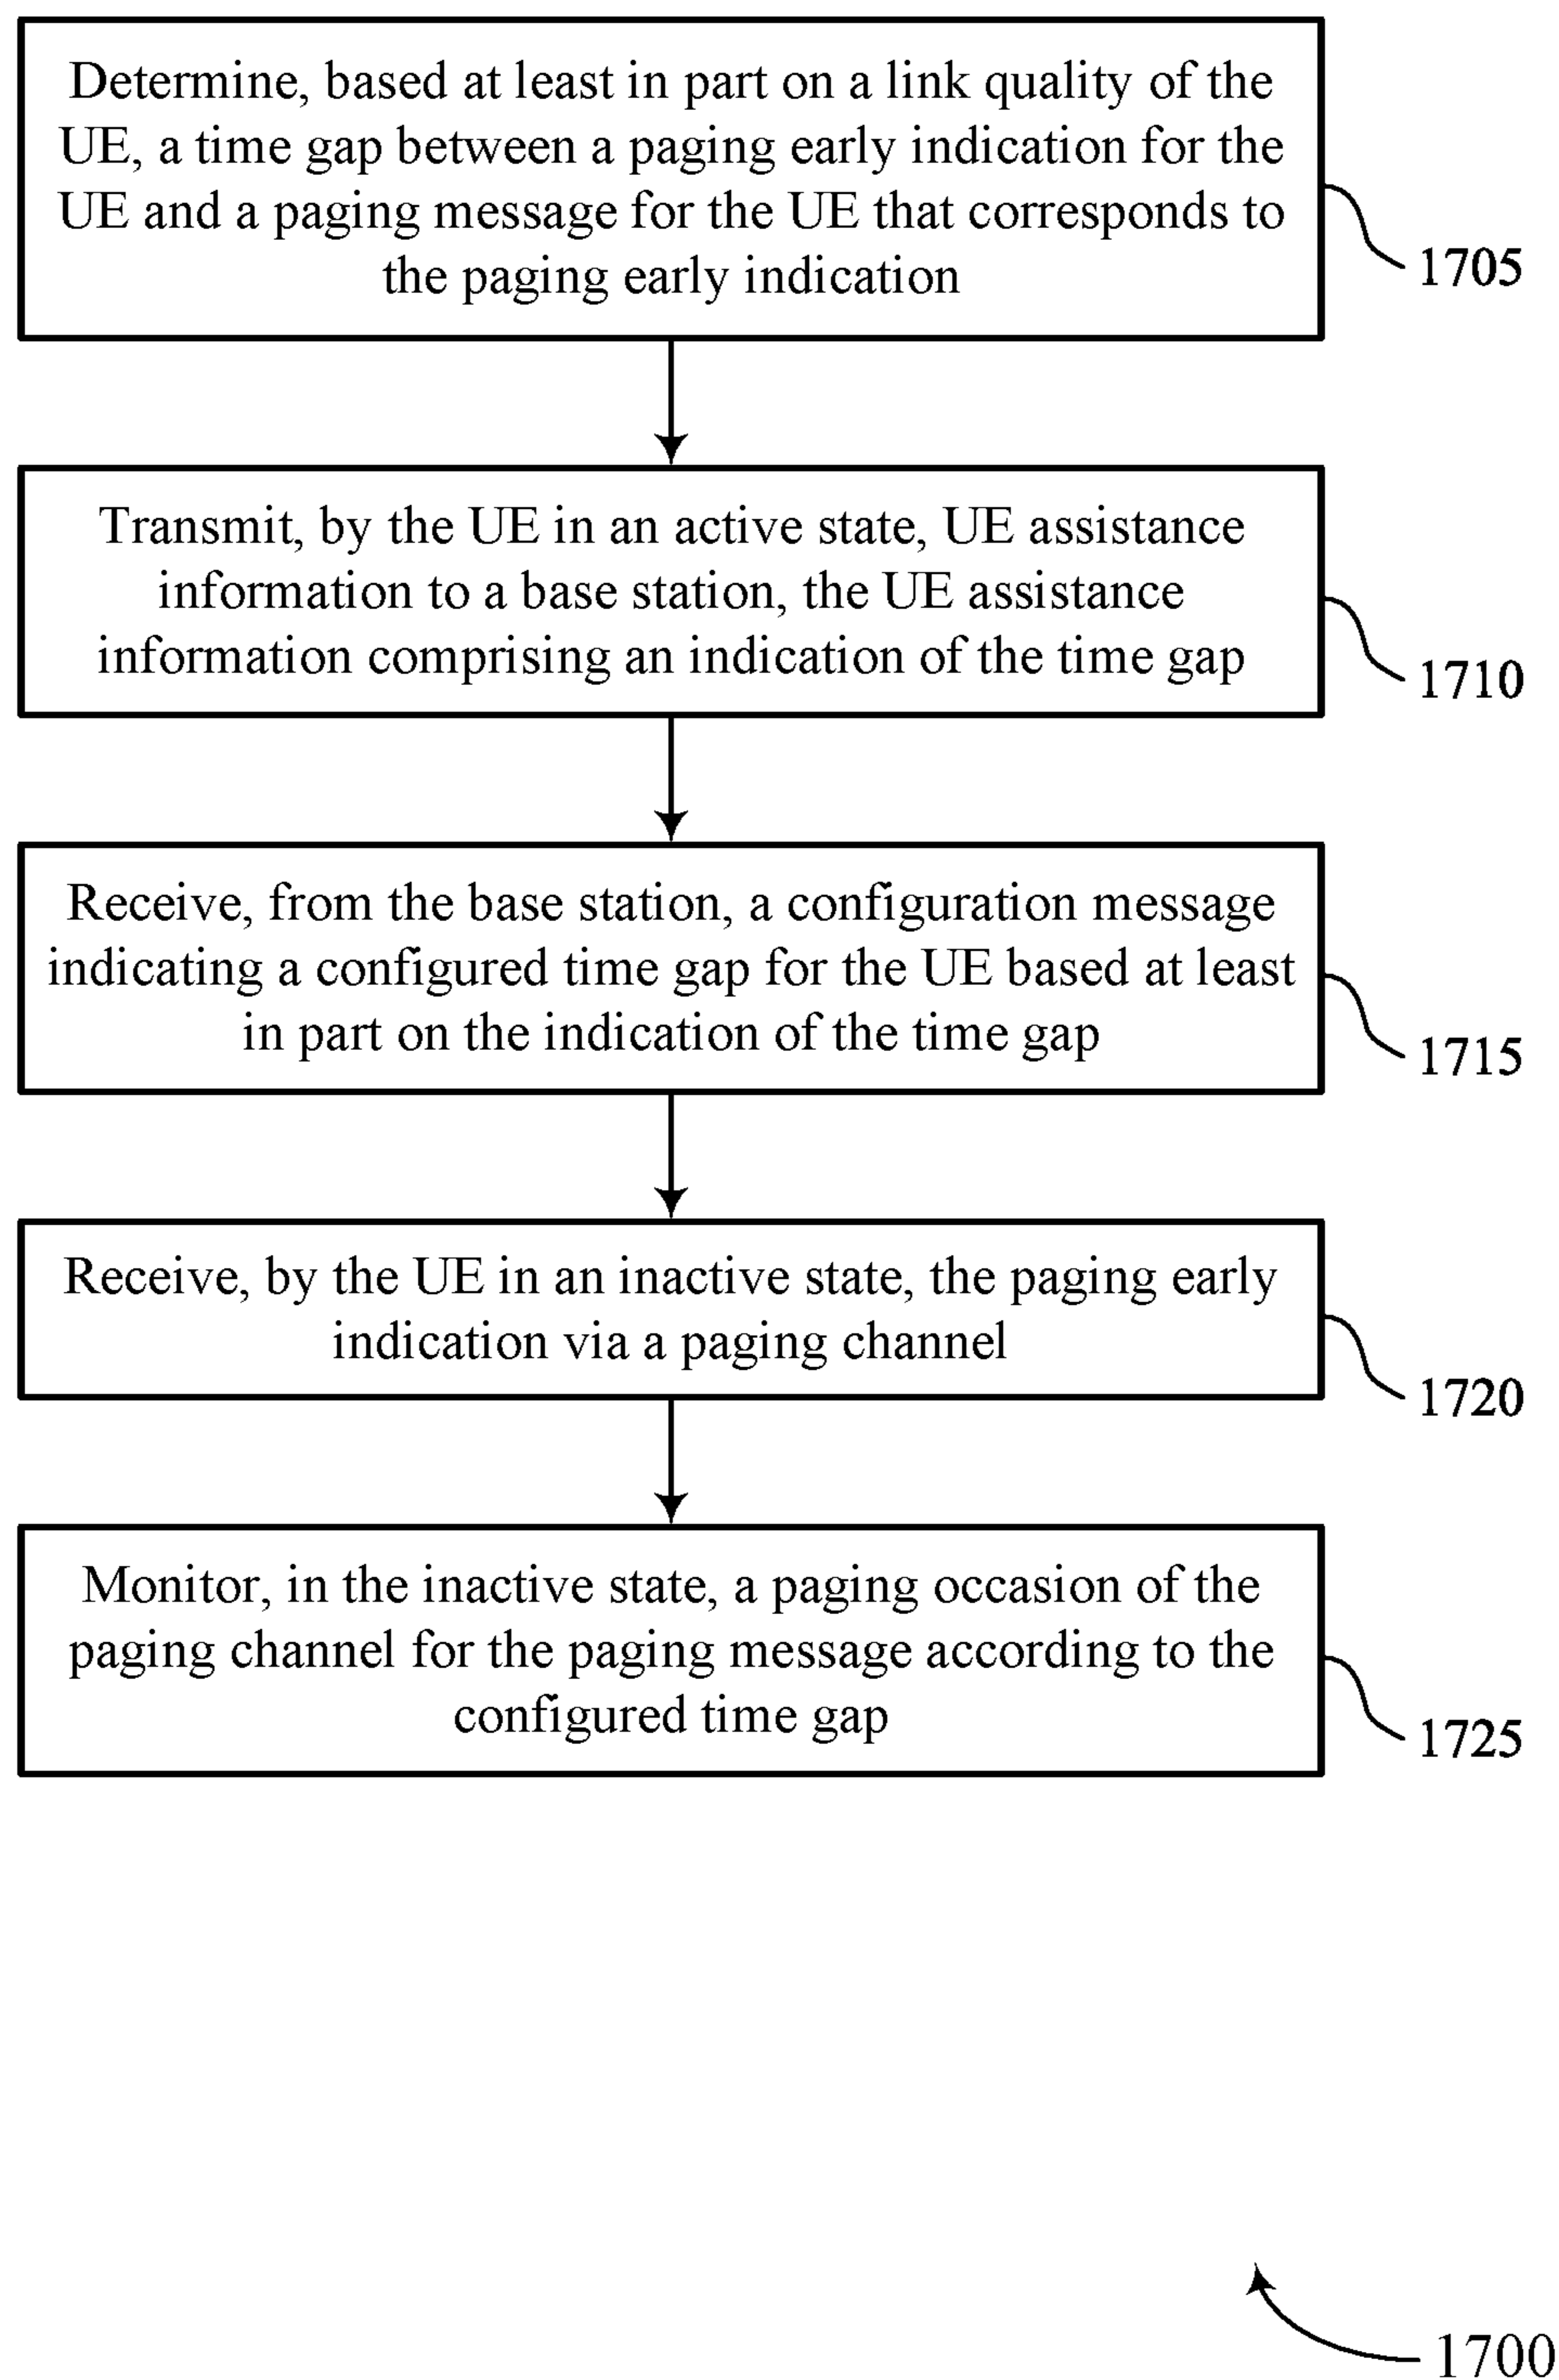 Determine, based at least in part on a link quality of the
UE, a time gap between a paging early indication for the
UE and a paging message for the UE that corresponds to
the paging early indication
1705
Transmit, by the UE in an active state, UE assistance
information to a base station, the UE assistance
information comprising an indication of the time gap
1710
Receive, from the base station, a configuration message
indicating a configured time gap for the UE based at least
in part on the indication of the time gap
1715
Receive, by the UE in an inactive state, the paging early
indication via a paging channel
1720
Monitor, in the inactive state, a paging occasion of the
paging channel for the paging message according to the
configured time gap
1725
1700